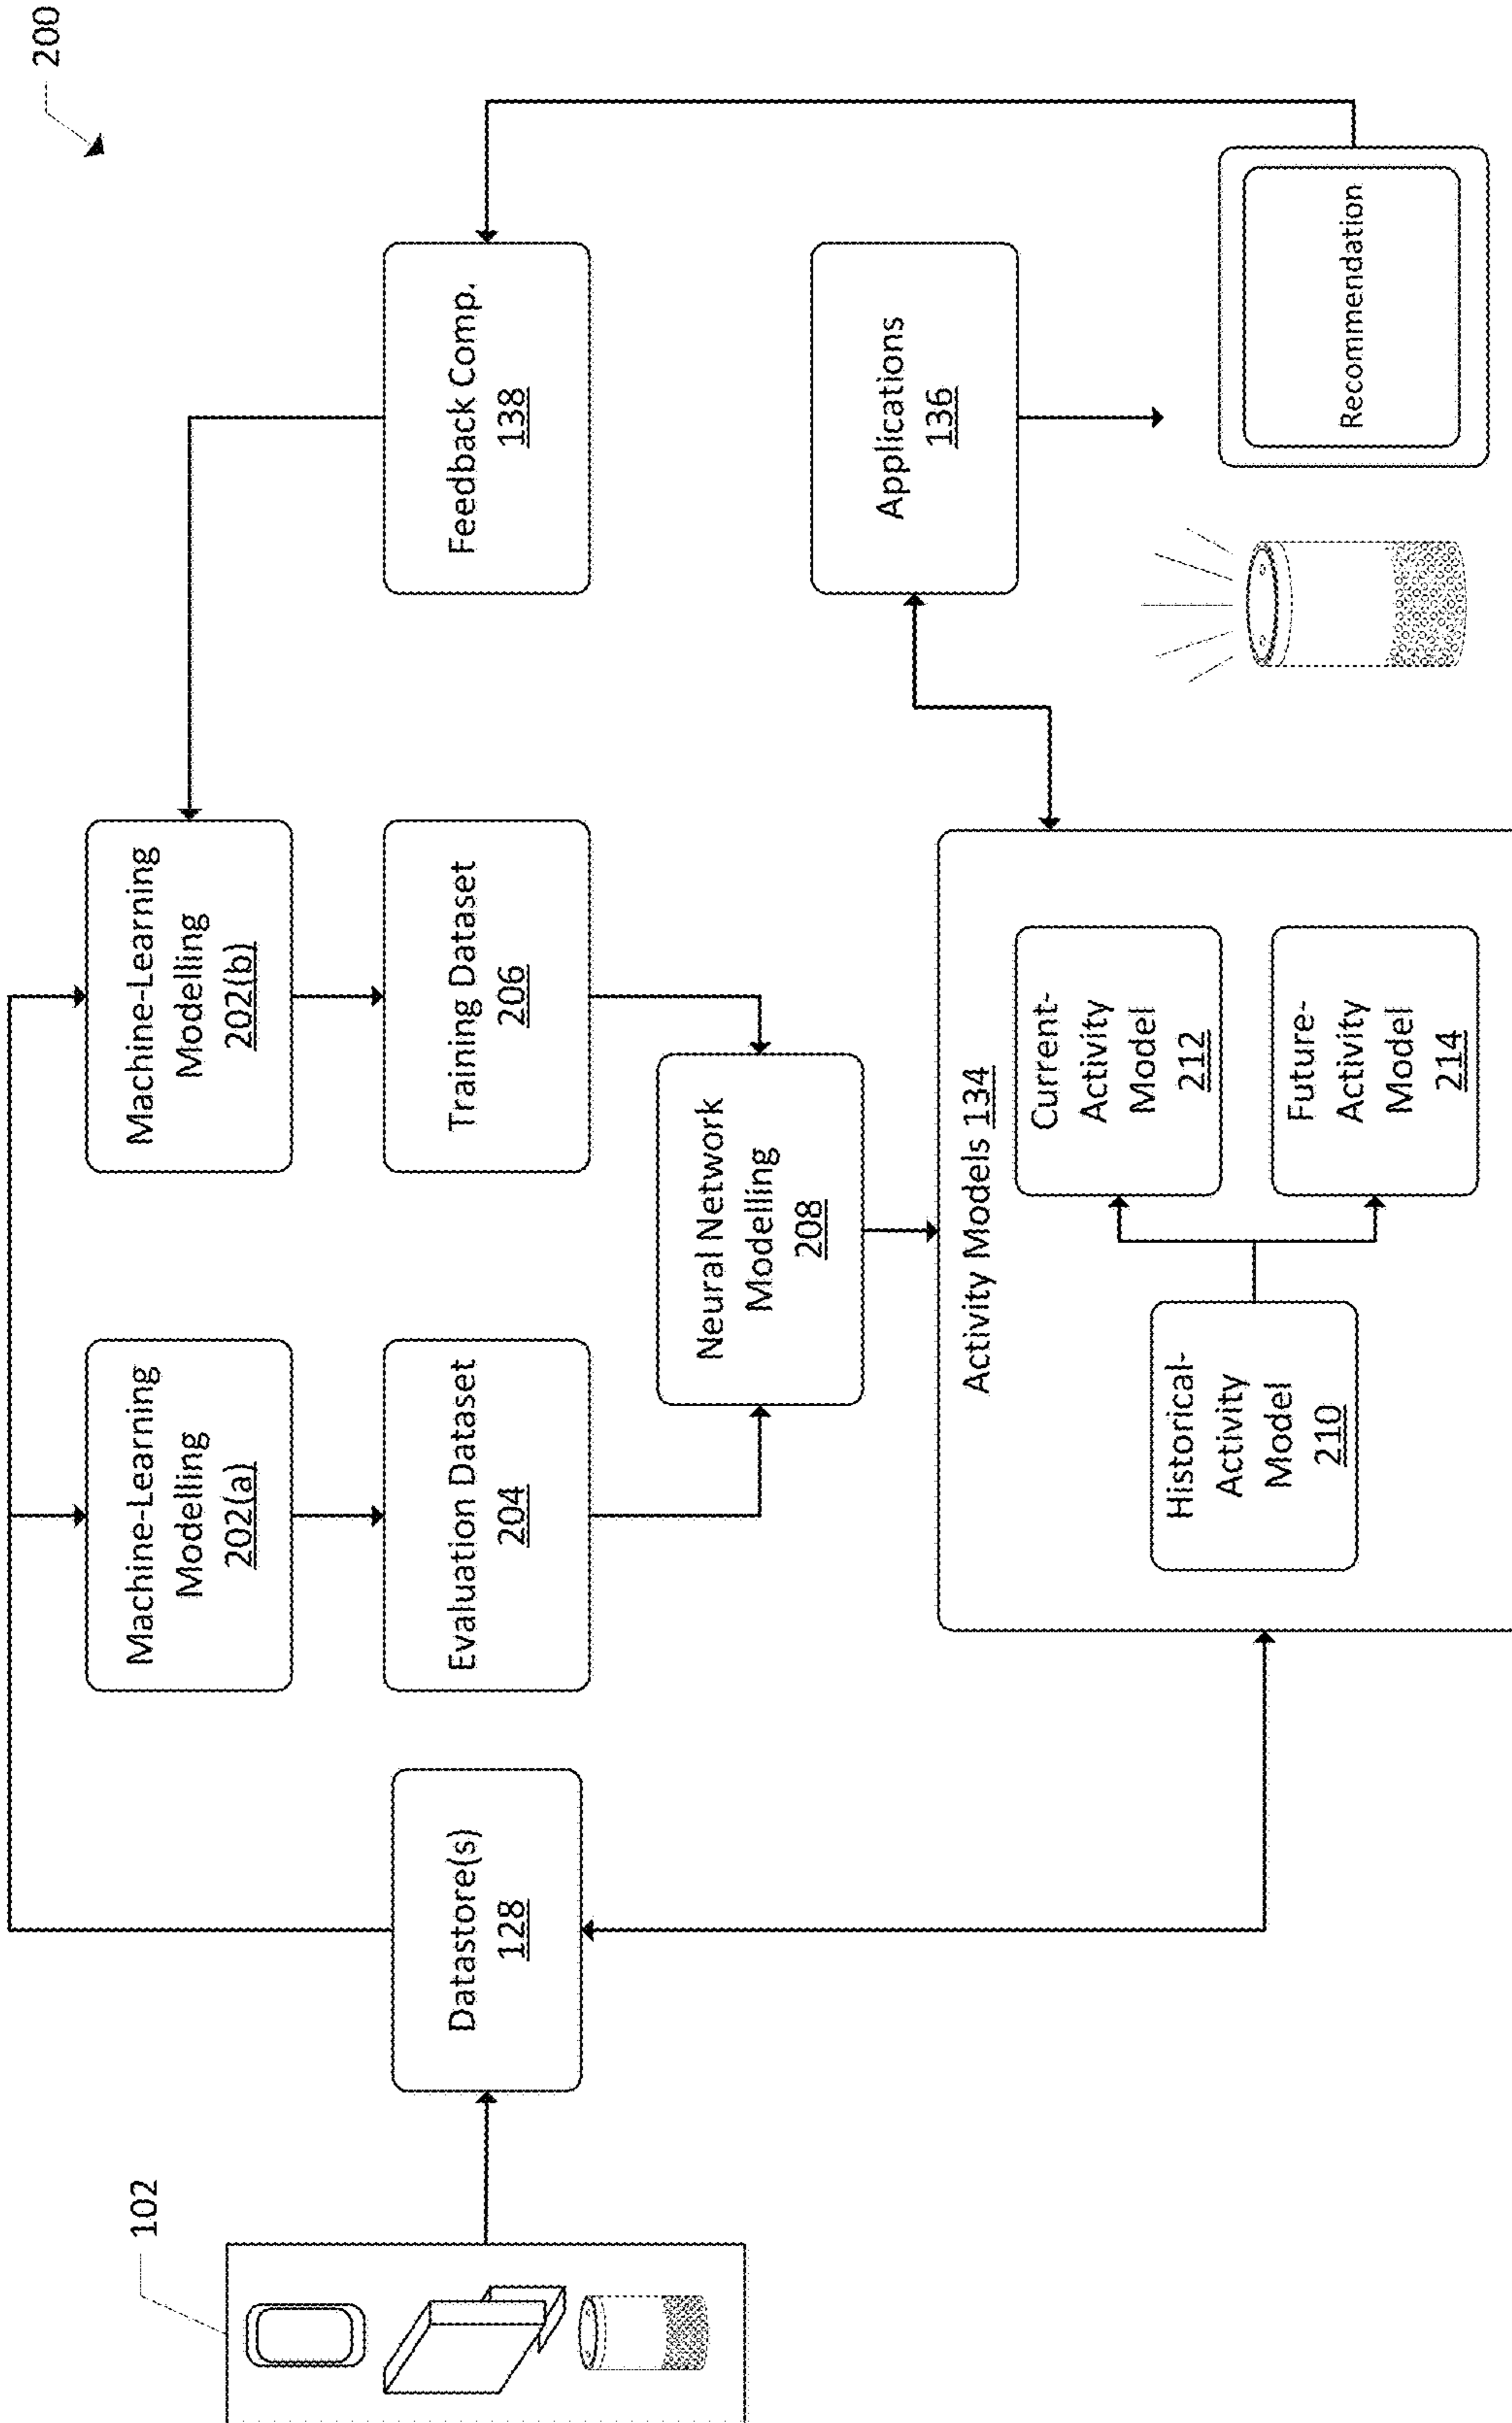 200
102
Machine-Learning
Modelling
202(a)
Machine-Learning
Modelling
202(b)
Datastore(s)
128
Evaluation Dataset
204
Training Dataset
206
Feedback Comp.
138
Neural Network
Modelling
208
Applications
136
Activity Models 134
Historical-
Activity
Model
210
Current-
Activity
Model
212
Future-
Activity
Model
214
Recommendation